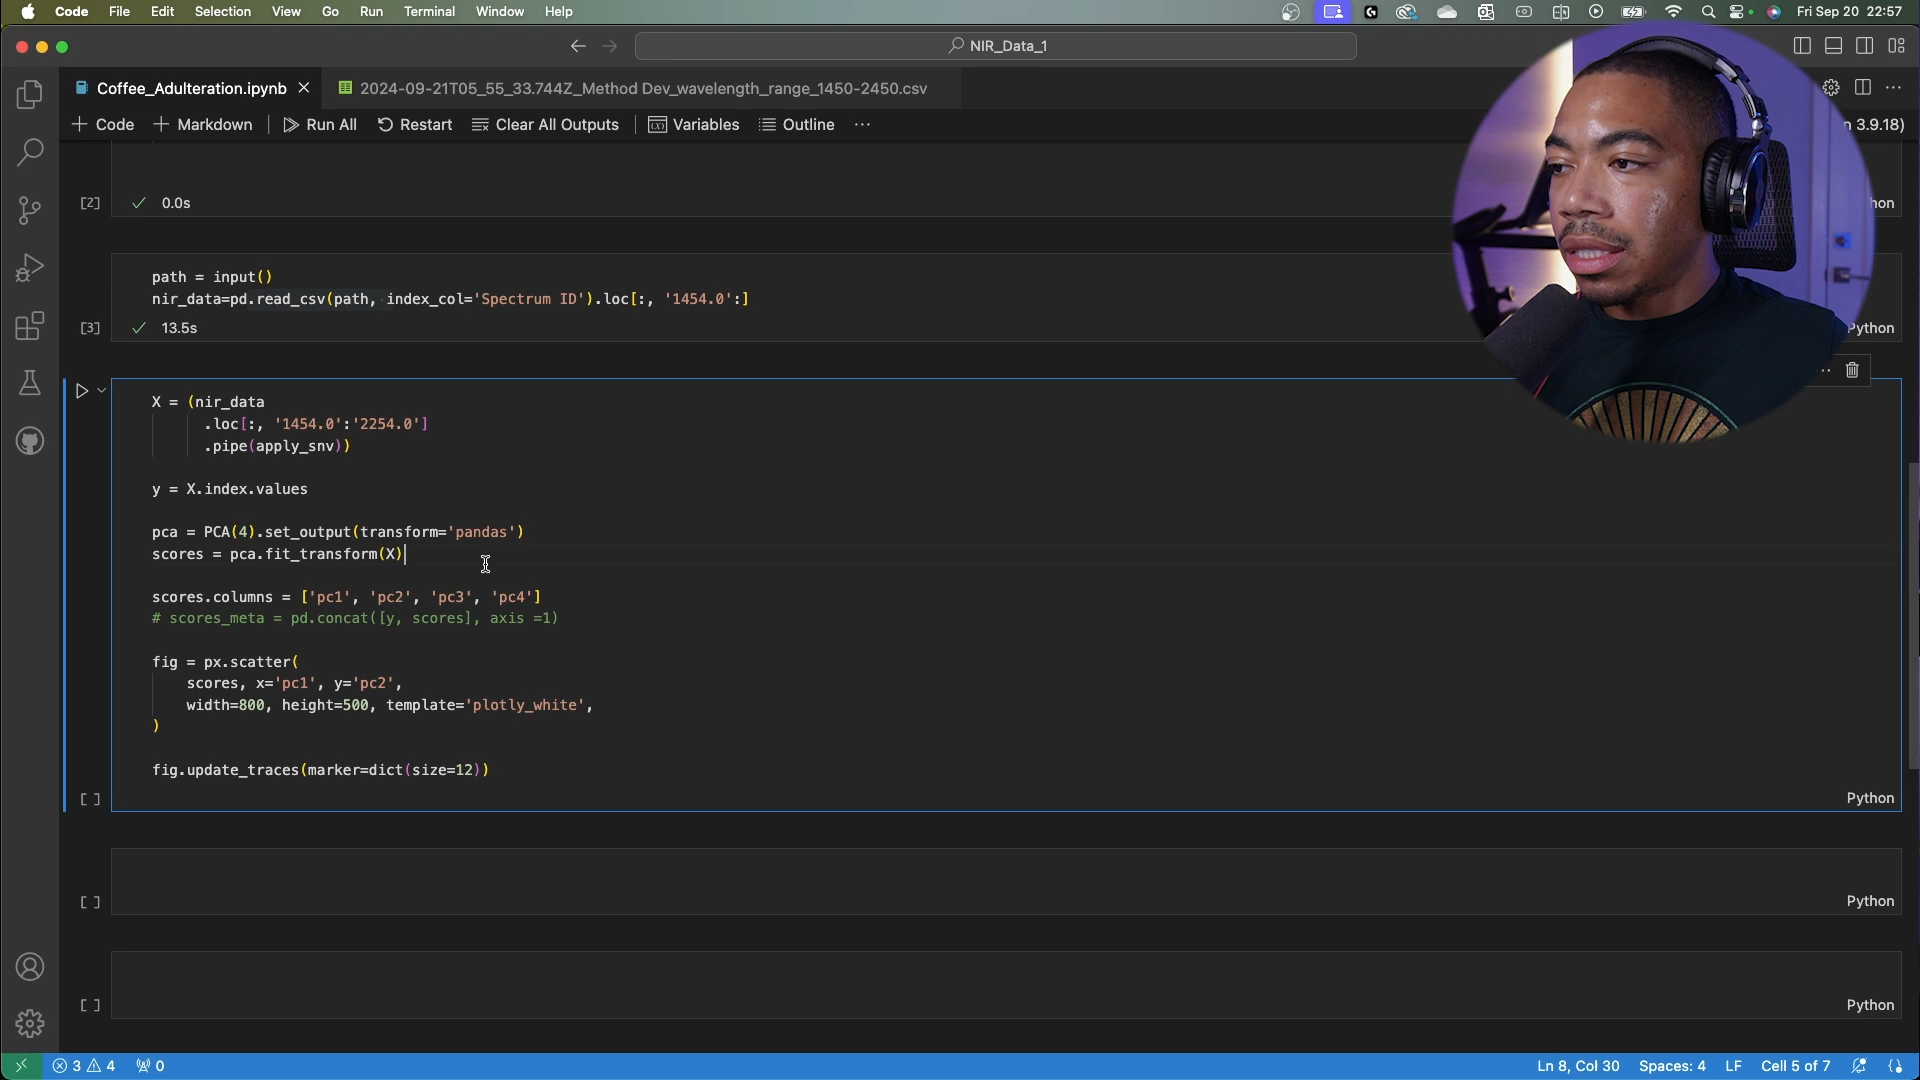 Code File Edit Selection View Go Run Terminal Window Help Fri Sep 20 22:57
NIR_Data_1
Coffee_Adulteration.ipynb 2024-09-21T05_55_33.744Z_Method Dev_wavelength_range_1450-2450.csv
Code Markdown Run All Restart Clear All Outputs Variables Outline ... n 3.9.18)
[2] 0.0s hon
path = input()
nir_data=pd.read_csv(path, index_col='Spectrum ID').loc[:, '1454.0':]
[3] 13.5s Python
X = (nir_data
.loc[:, '1454.0':'2254.0']
.pipe(apply_snv))
y = X.index.values
pca = PCA(4).set_output(transform='pandas')
scores = pca.fit_transform(X)
scores.columns = ['pc1', 'pc2', 'pc3', 'pc4']
# scores_meta = pd.concat([y, scores], axis =1)
fig = px.scatter(
scores, x='pc1', y='pc2',
width=800, height=500, template='plotly_white',
)
fig.update_traces(marker=dict(size=12))
[ ] Python
[ ] Python
[ ] Python
3 4 0 Ln 8, Col 30 Spaces: 4 LF Cell 5 of 7